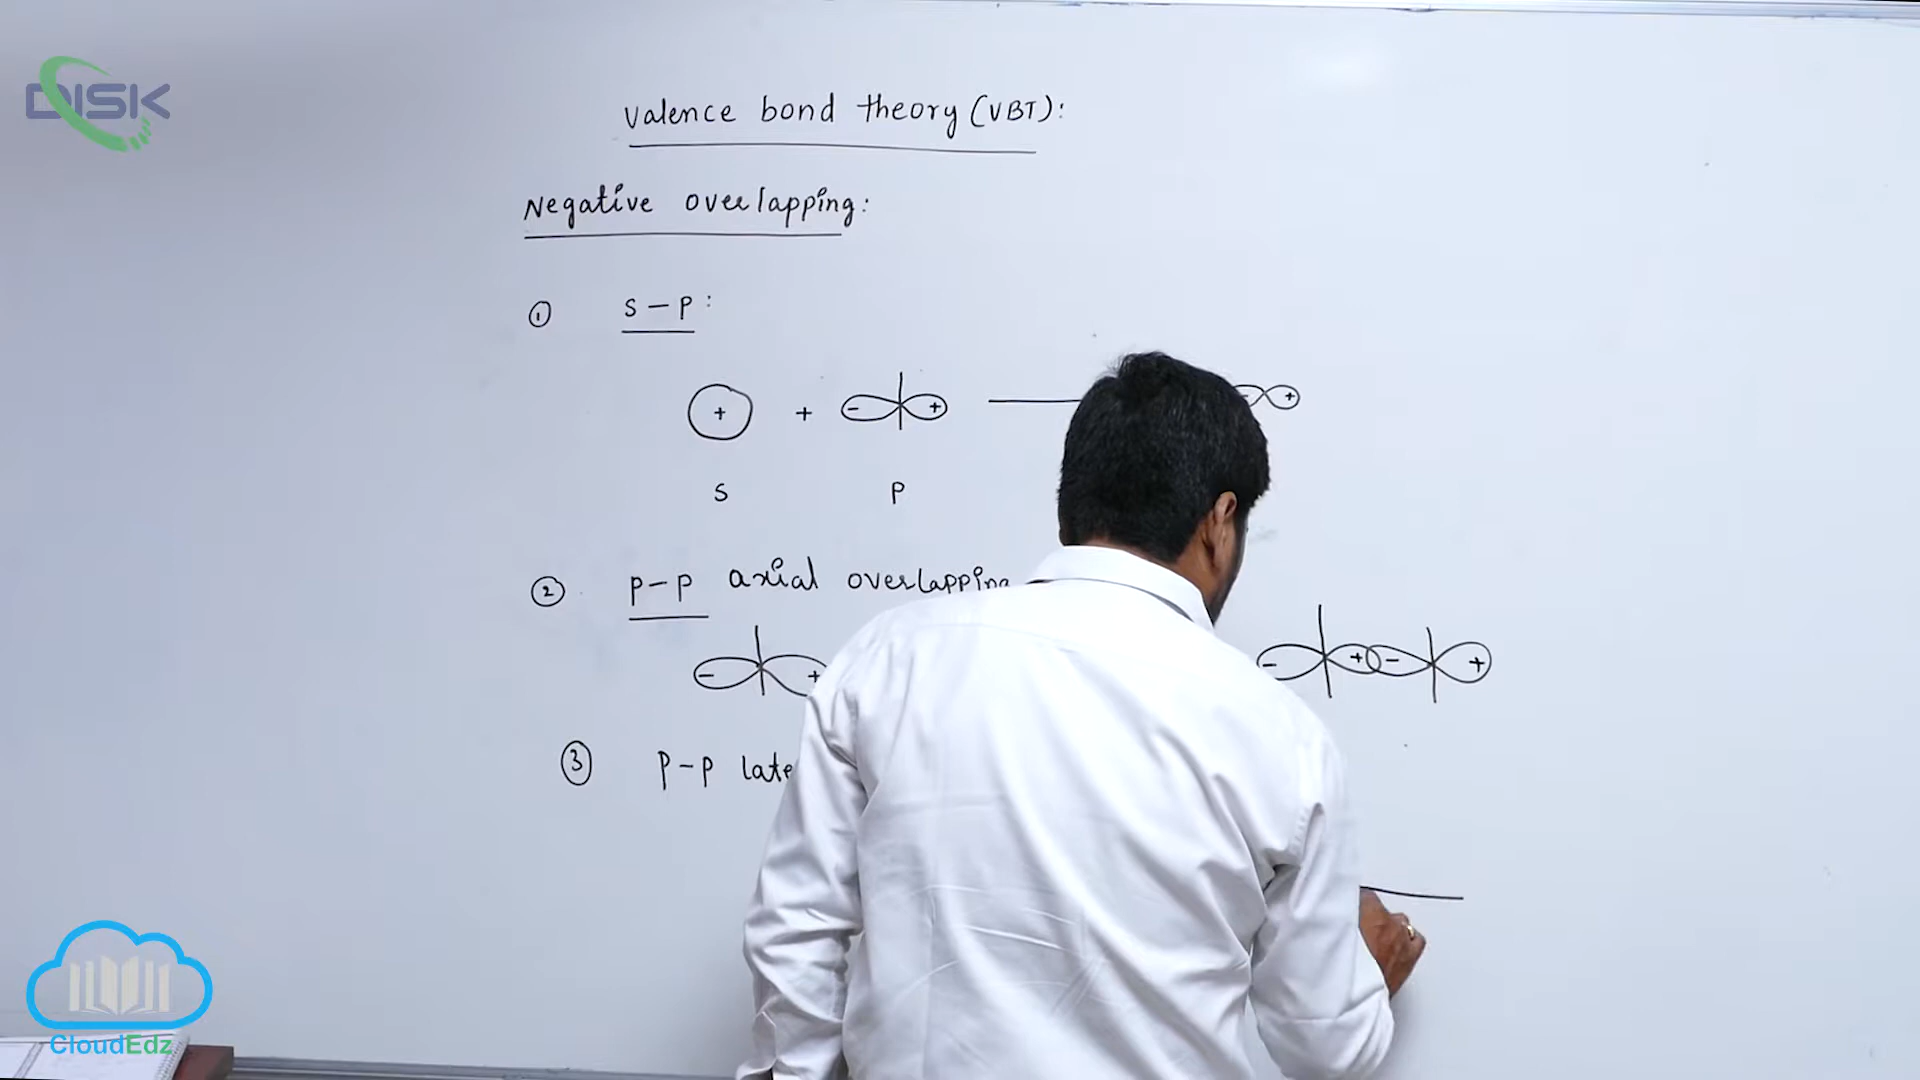 DISK
Valence bond theory (VBT):
Negative overlapping:
① s-p:
+ + - + - +
s p
② p-p axial overlapping
- + - + - +
③ p-p late
CloudEdz